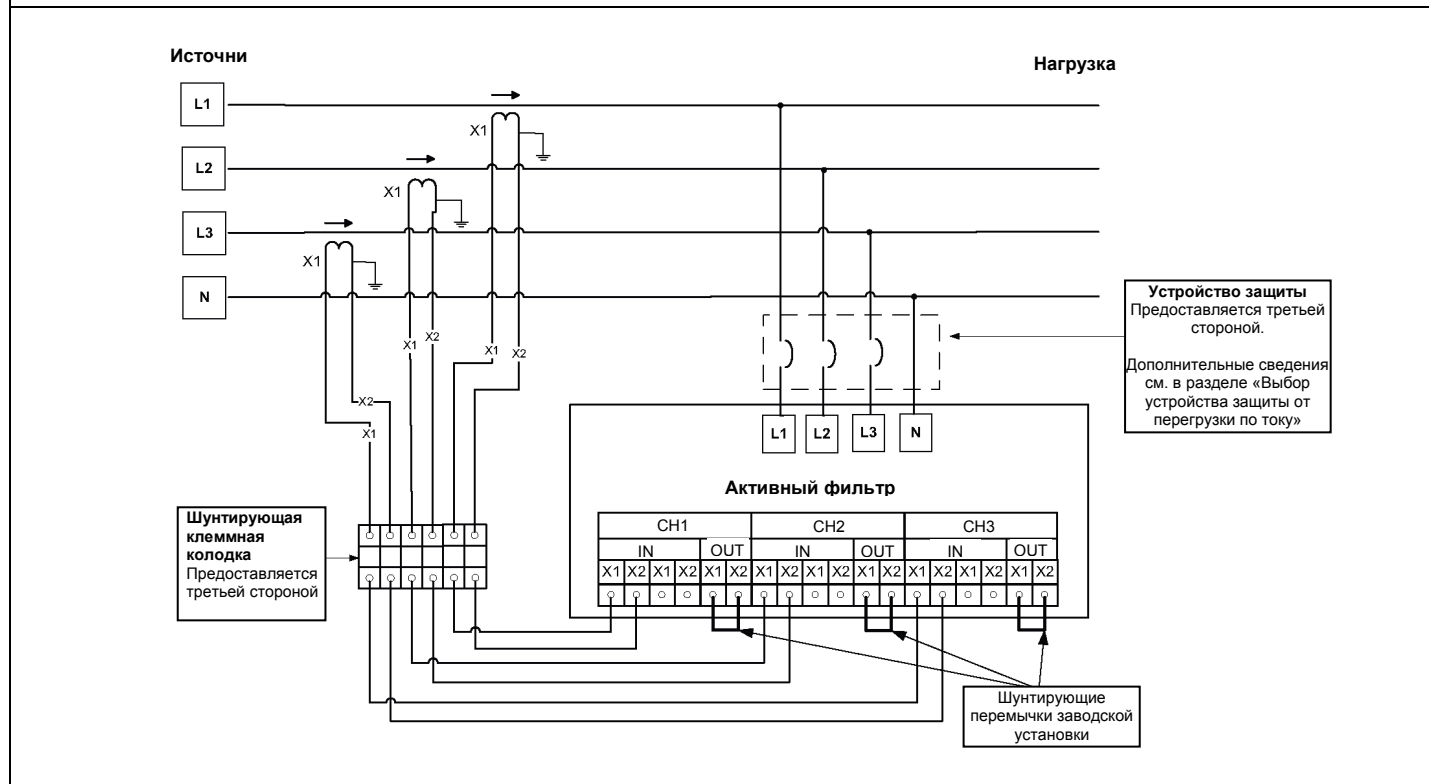 Источни
Нагрузка
L1
X1
L2
X1
L3
X1
N
Устройство защиты
Предоставляется третьей
стороной.
Дополнительные сведения
см. в разделе «Выбор
устройства защиты от
перегрузки по току»
X1
X2
X1
X2
X2
X1
L1
L2
L3
N
Активный фильтр
CH1
CH2
CH3
IN
OUT
IN
OUT
IN
OUT
X1 X2 X1 X2 X1 X2 X1 X2 X1 X2 X1 X2 X1 X2 X1 X2 X1 X2
Шунтирующая
клеммная
колодка
Предоставляется
третьей стороной
Шунтирующие
перемычки заводской
установки